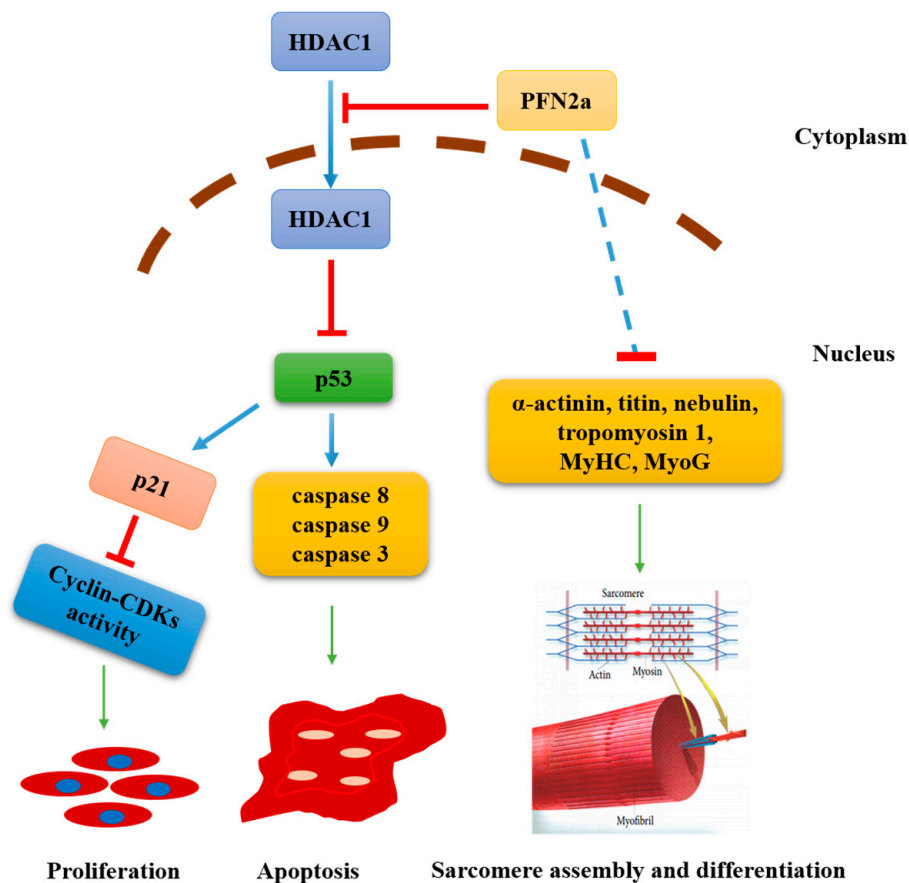 HDAC1
PFN2a
Cytoplasm
HDAC1
Nucleus
p53
α-actinin, titin, nebulin,
tropomyosin 1,
MyHC, MyoG
p21
caspase 8
caspase 9
caspase 3
Cyclin-CDKs
activity
Sarcomere
Actin
Myosin
Myofibril
Proliferation
Apoptosis
Sarcomere assembly and differentiation